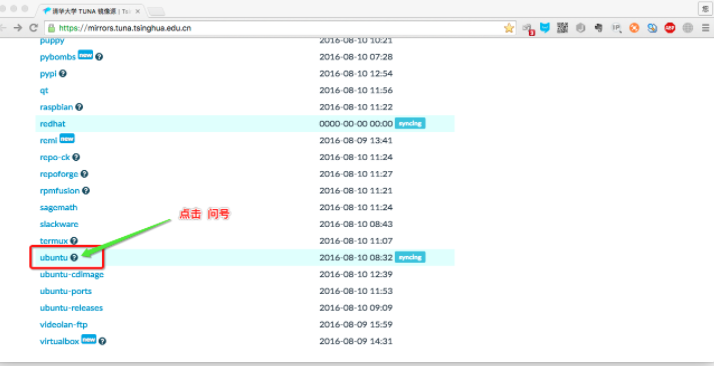 清华大学 TUNA 镜像源 | Tsi
https://mirrors.tuna.tsinghua.edu.cn
puppy 2016-08-10 10:21
pybombs new 2016-08-10 07:28
pypi 2016-08-10 12:54
qt 2016-08-10 11:56
raspbian 2016-08-10 11:22
redhat 0000-00-00 00:00 syncing
remi new 2016-08-09 13:41
repo-ck 2016-08-10 11:24
repoforge 2016-08-10 11:27
rpmfusion 2016-08-10 11:21
sagemath 2016-08-10 11:24
点击 问号
slackware 2016-08-10 08:43
termux 2016-08-10 11:07
ubuntu 2016-08-10 08:32 syncing
ubuntu-cdimage 2016-08-10 12:39
ubuntu-ports 2016-08-10 11:53
ubuntu-releases 2016-08-10 09:09
videolan-ftp 2016-08-09 15:59
virtualbox new 2016-08-09 14:31